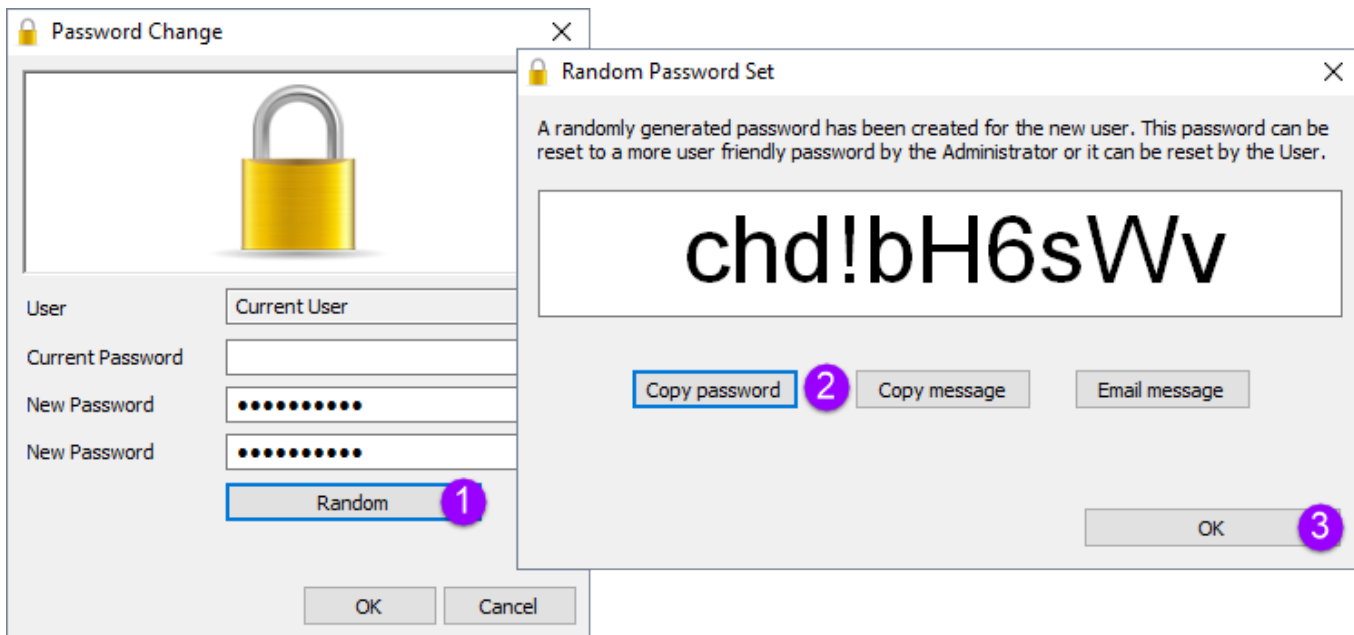 Password Change
User
Current User
Current Password
New Password
••••••••••
New Password
••••••••••
Random
1
OK
Cancel
Random Password Set
A randomly generated password has been created for the new user. This password can be
reset to a more user friendly password by the Administrator or it can be reset by the User.
chd!bH6sWv
Copy password
2
Copy message
Email message
OK
3